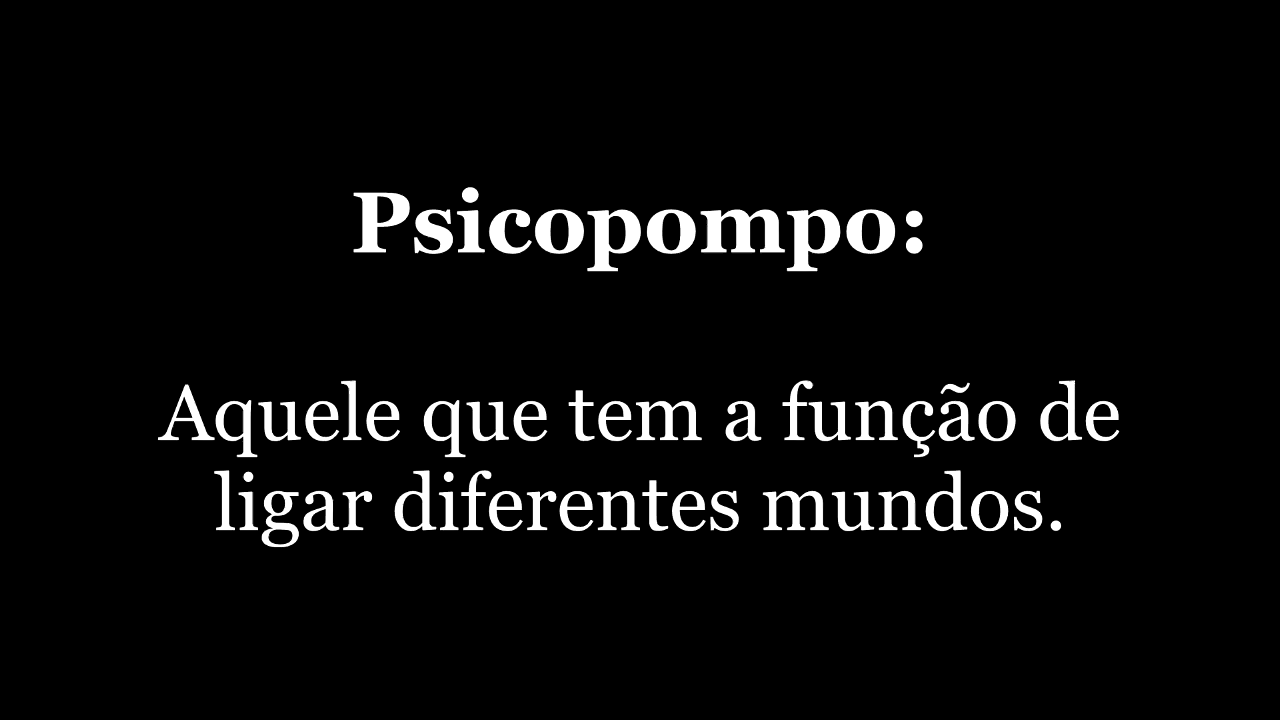 Psicopompo:
Aquele que tem a função de
ligar diferentes mundos.